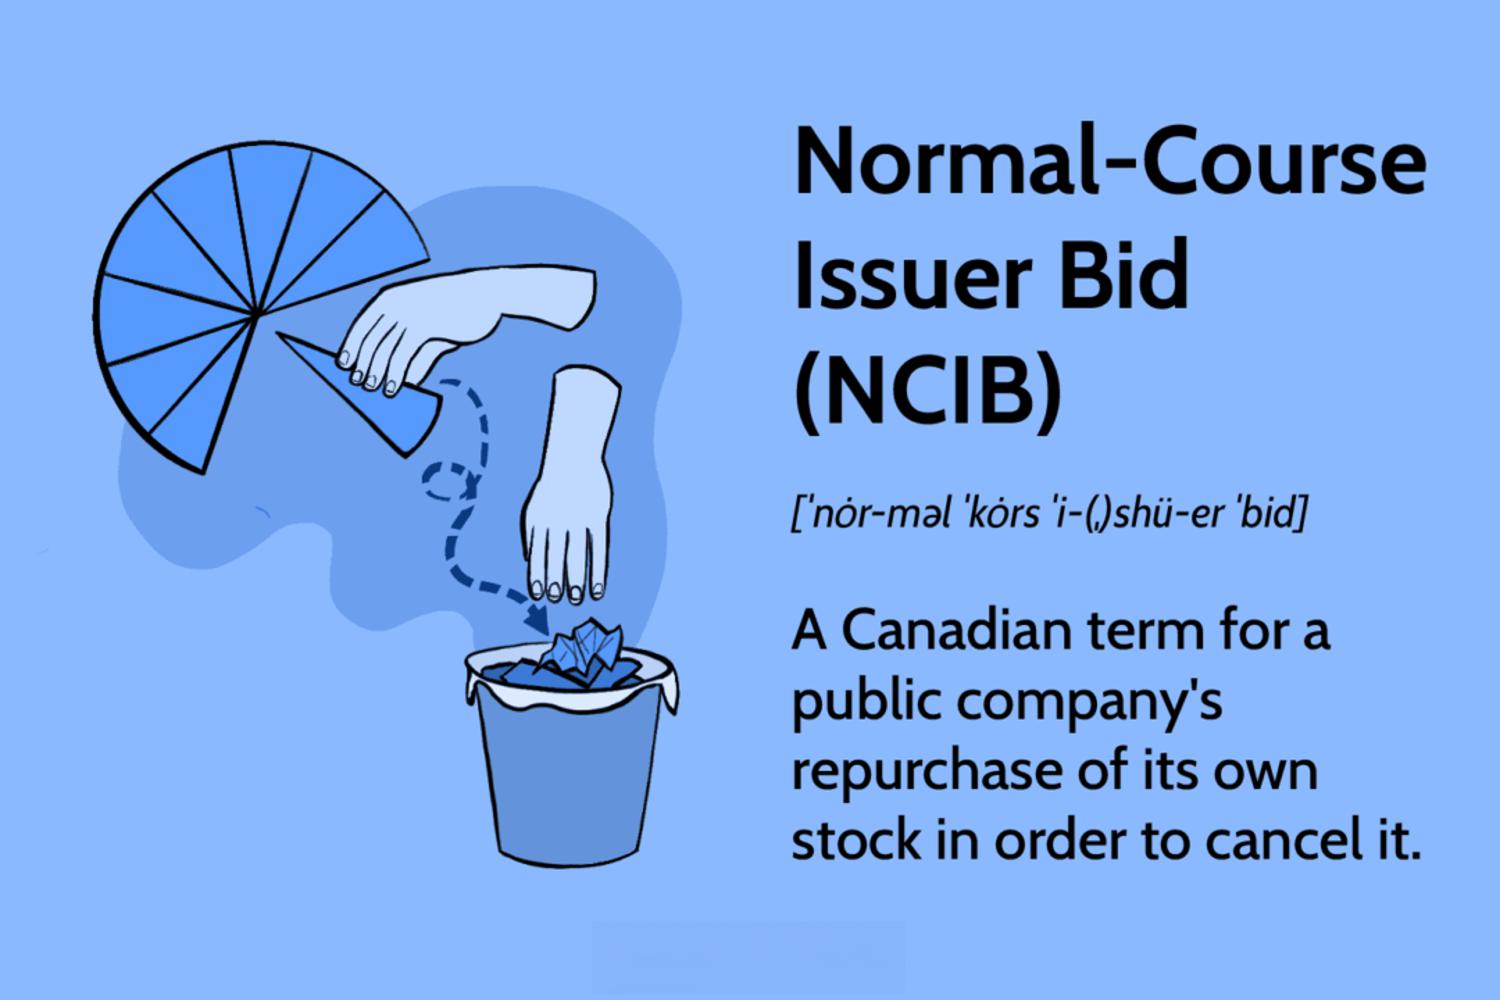 Normal-Course
Issuer Bid
(NCIB)
[ˈnȯr-məl ˈkȯrs ˈi-(ˌ)shü-er ˈbid]
A Canadian term for a
public company's
repurchase of its own
stock in order to cancel it.